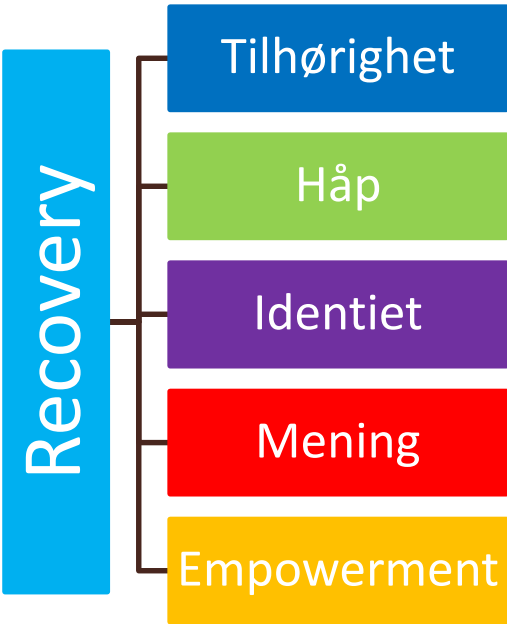 Recovery
Tilhørighet
Håp
Identiet
Mening
Empowerment